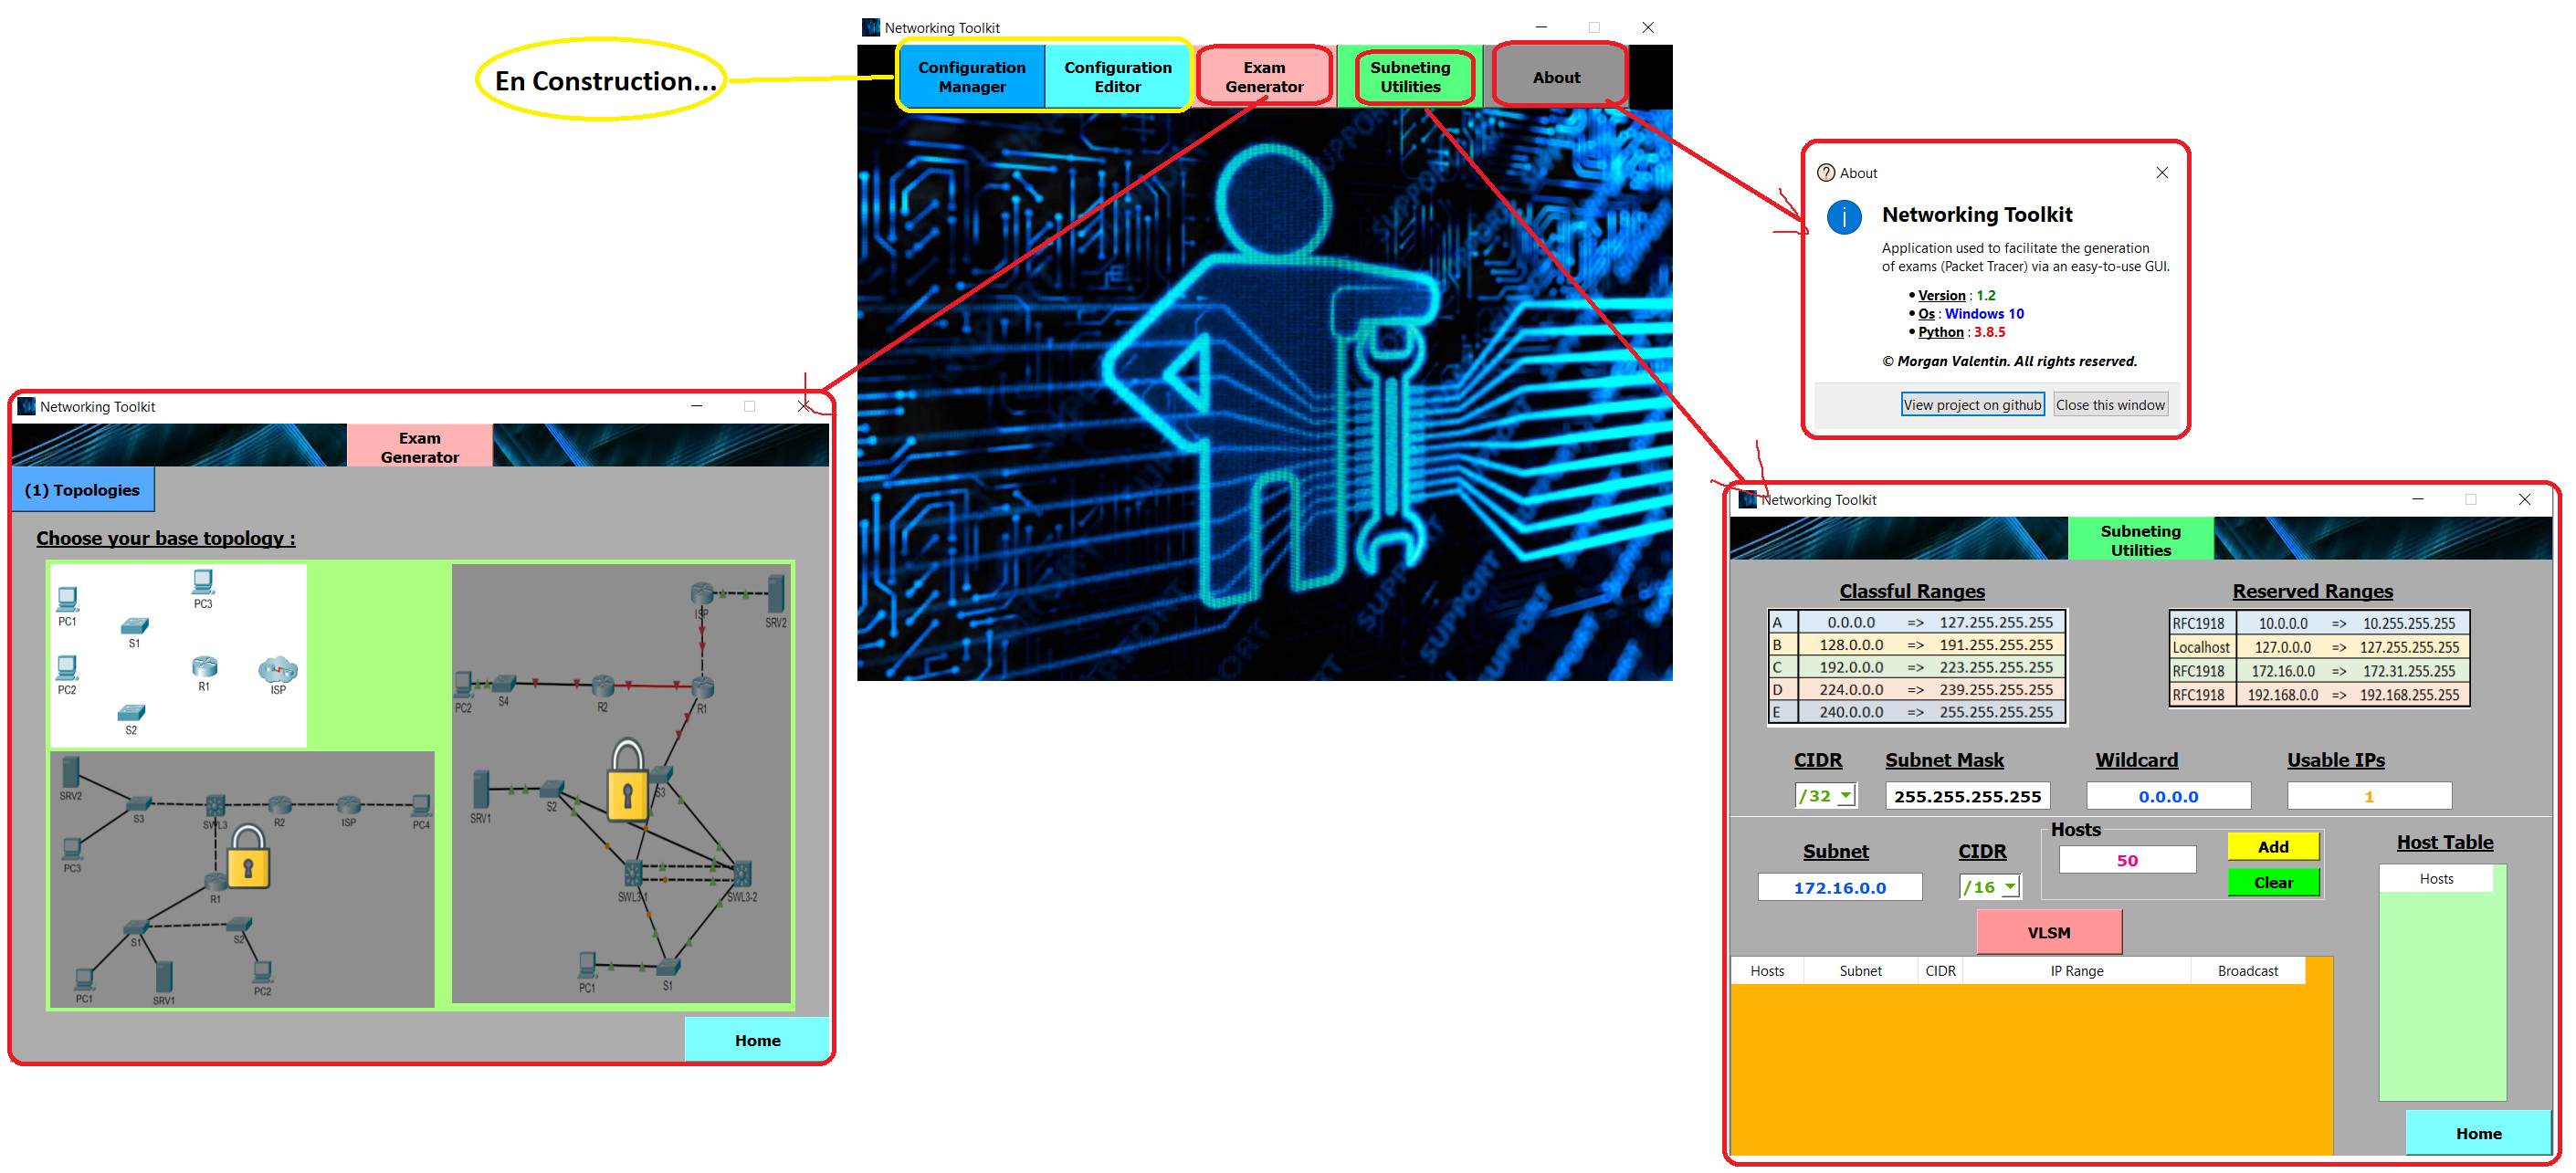 Networking Toolkit
En Construction...
Configuration
Manager
Configuration
Editor
Exam
Generator
Subneting
Utilities
About
SUPPORT
SUPPORT
SUPPORT
SUPPORT
SUPPORT
About
Networking Toolkit
Application used to facilitate the generation
of exams (Packet Tracer) via an easy-to-use GUI.
• Version : 1.2
• Os : Windows 10
• Python : 3.8.5
© Morgan Valentin. All rights reserved.
View project on github
Close this window
Networking Toolkit
Exam
Generator
(1) Topologies
Choose your base topology :
PC3
PC1
S1
PC2
R1
ISP
S2
SRV2
S3
SWL3
R2
ISP
PC4
PC3
R1
S1
S2
PC1
SRV1
PC2
ISP
SRV2
PC2
S4
R2
R1
SRV1
S2
S3
SWL3-1
SWL3-2
PC1
S1
Home
Networking Toolkit
Subneting
Utilities
Classful Ranges
A 0.0.0.0 => 127.255.255.255
B 128.0.0.0 => 191.255.255.255
C 192.0.0.0 => 223.255.255.255
D 224.0.0.0 => 239.255.255.255
E 240.0.0.0 => 255.255.255.255
Reserved Ranges
RFC1918 10.0.0.0 => 10.255.255.255
Localhost 127.0.0.0 => 127.255.255.255
RFC1918 172.16.0.0 => 172.31.255.255
RFC1918 192.168.0.0 => 192.168.255.255
CIDR Subnet Mask Wildcard Usable IPs
/32 255.255.255.255 0.0.0.0 1
Subnet
172.16.0.0
CIDR
/16
Hosts
50
Add
Clear
Host Table
Hosts
VLSM
Hosts Subnet CIDR IP Range Broadcast
Home